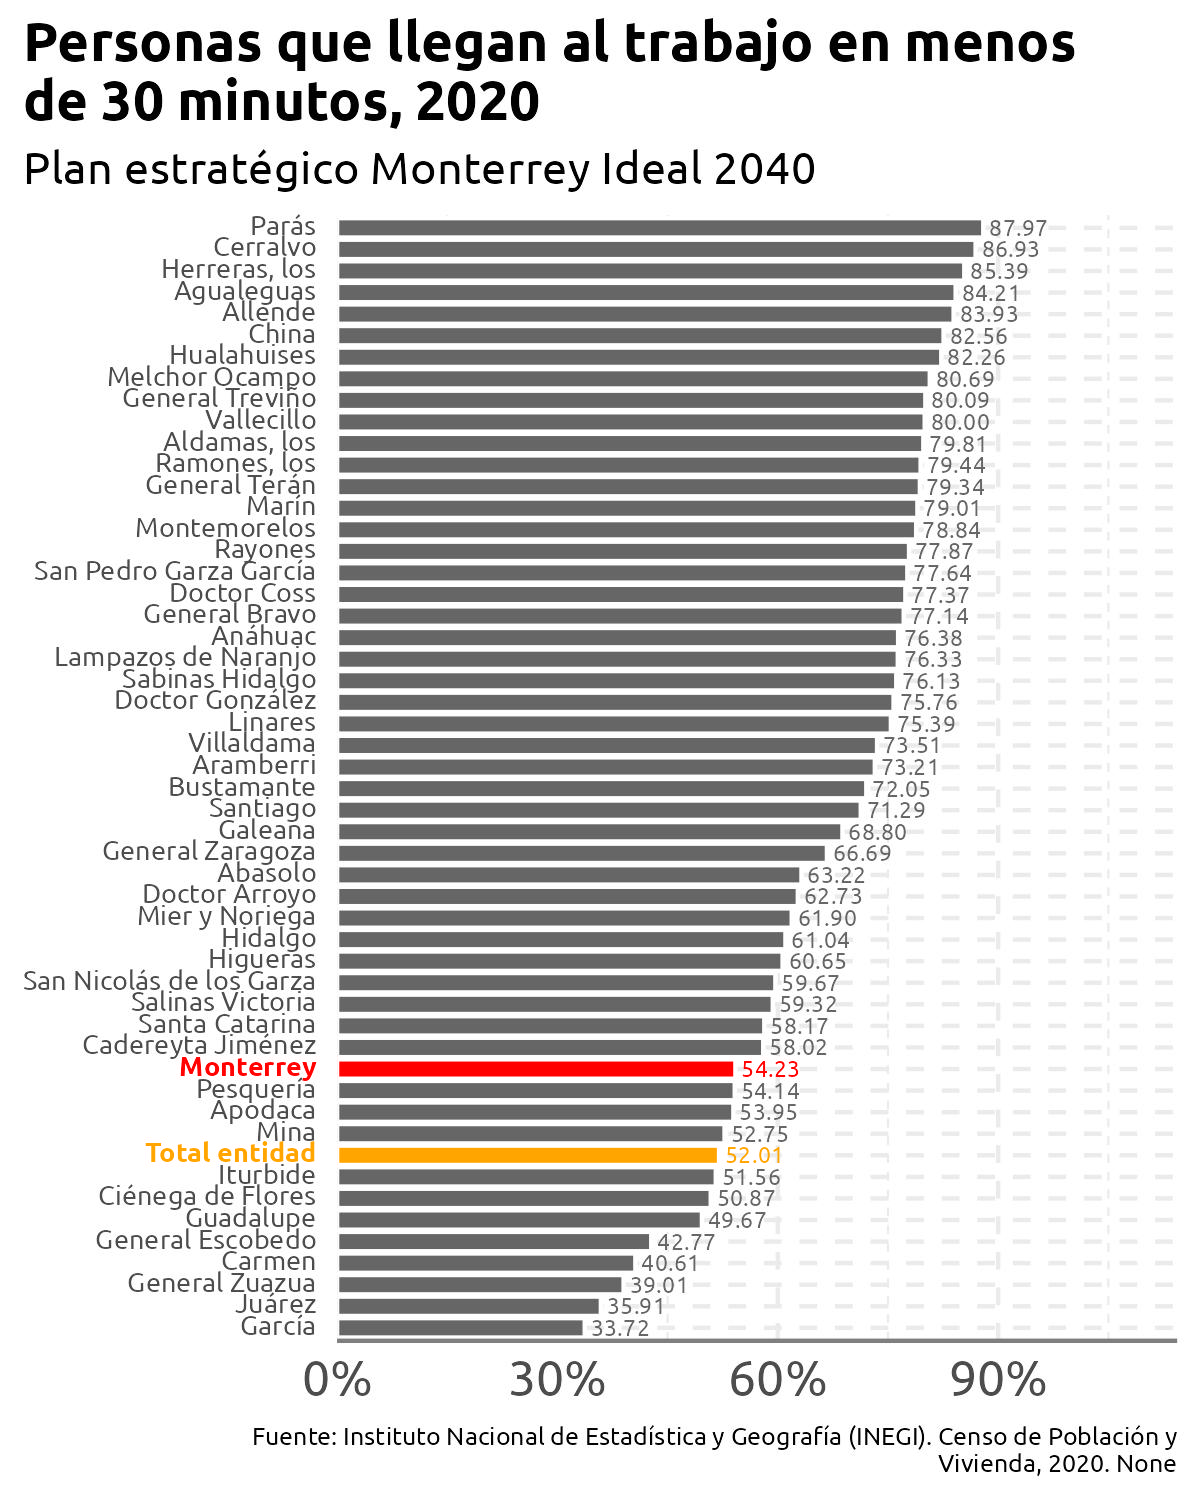 Personas que llegan al trabajo en menos
de 30 minutos, 2020
Plan estratégico Monterrey Ideal 2040
Parás 87.97
Cerralvo 86.93
Herreras, los 85.39
Agualeguas 84.21
Allende 83.93
China 82.56
Hualahuises 82.26
Melchor Ocampo 80.69
General Treviño 80.09
Vallecillo 80.00
Aldamas, los 79.81
Ramones, los 79.44
General Terán 79.34
Marín 79.01
Montemorelos 78.84
Rayones 77.87
San Pedro Garza García 77.64
Doctor Coss 77.37
General Bravo 77.14
Anáhuac 76.38
Lampazos de Naranjo 76.33
Sabinas Hidalgo 76.13
Doctor González 75.76
Linares 75.39
Villaldama 73.51
Aramberri 73.21
Bustamante 72.05
Santiago 71.29
Galeana 68.80
General Zaragoza 66.69
Abasolo 63.22
Doctor Arroyo 62.73
Mier y Noriega 61.90
Hidalgo 61.04
Higueras 60.65
San Nicolás de los Garza 59.67
Salinas Victoria 59.32
Santa Catarina 58.17
Cadereyta Jiménez 58.02
Monterrey 54.23
Pesquería 54.14
Apodaca 53.95
Mina 52.75
Total entidad 52.01
Iturbide 51.56
Ciénega de Flores 50.87
Guadalupe 49.67
General Escobedo 42.77
Carmen 40.61
General Zuazua 39.01
Juárez 35.91
García 33.72
0% 30% 60% 90%
Fuente: Instituto Nacional de Estadística y Geografía (INEGI). Censo de Población y
Vivienda, 2020. None